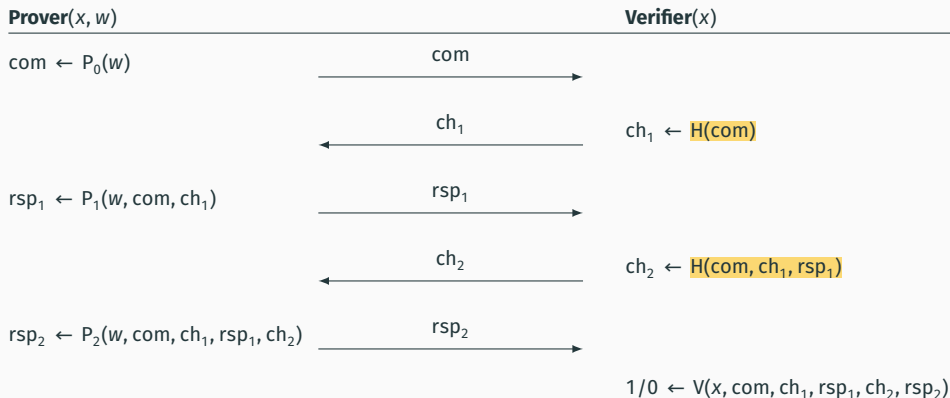 Prover(x, w) Verifier(x)
com ← P₀(w) com
ch₁ ch₁ ← H(com)
rsp₁ ← P₁(w, com, ch₁) rsp₁
ch₂ ch₂ ← H(com, ch₁, rsp₁)
rsp₂ ← P₂(w, com, ch₁, rsp₁, ch₂) rsp₂
1/0 ← V(x, com, ch₁, rsp₁, ch₂, rsp₂)